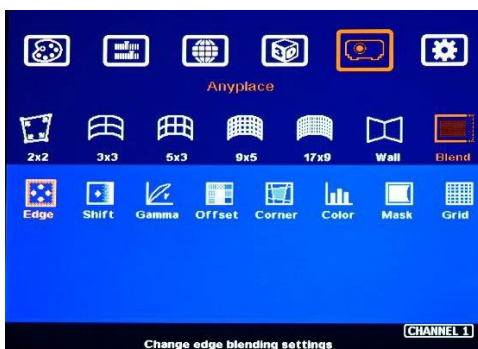 3D
Anyplace
2x2 3x3 5x3 9x5 17x9 Wall Blend
Edge Shift Gamma Offset Corner Color Mask Grid
CHANNEL 1
Change edge blending settings